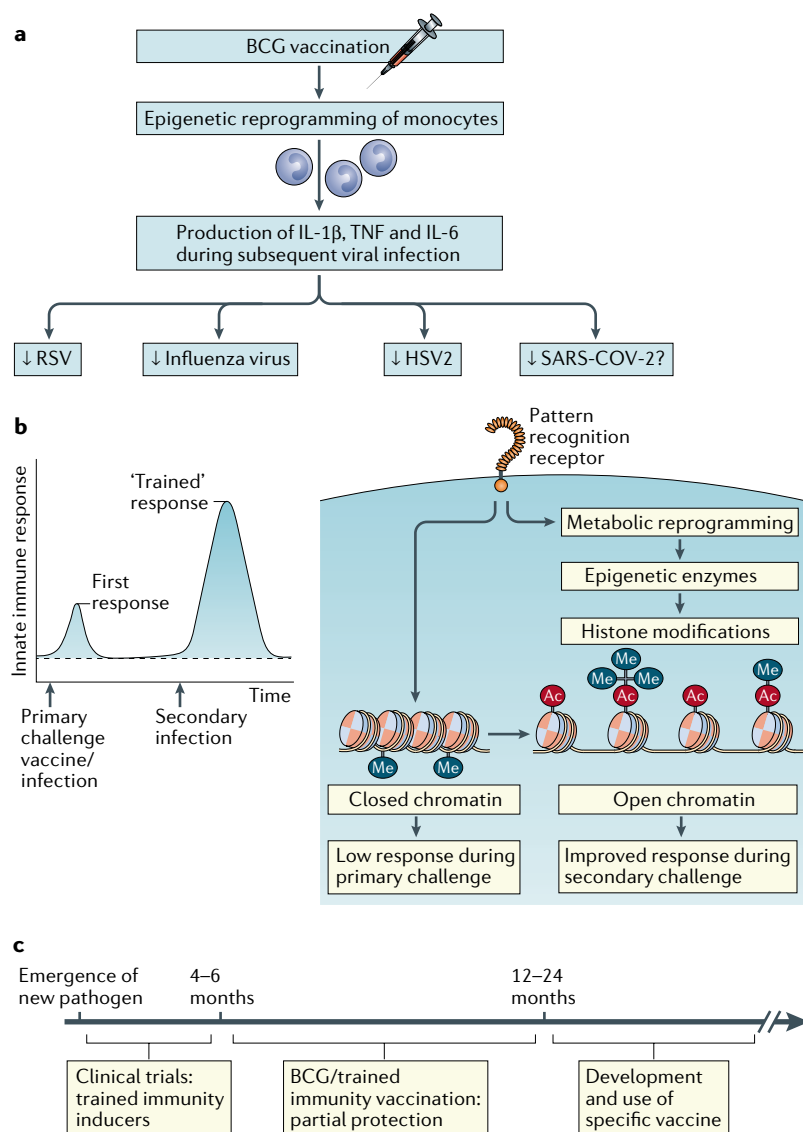 a
BCG vaccination
Epigenetic reprogramming of monocytes
Production of IL-1β, TNF and IL-6
during subsequent viral infection
↓ RSV
↓ Influenza virus
↓ HSV2
↓ SARS-COV-2?
b
Innate immune response
'Trained'
response
First
response
Time
Primary
challenge
vaccine/
infection
Secondary
infection
Pattern
recognition
receptor
Metabolic reprogramming
Epigenetic enzymes
Histone modifications
Me
Me
Me
Me
Ac
Ac
Ac
Ac
Me
Me
Closed chromatin
Open chromatin
Low response during
primary challenge
Improved response during
secondary challenge
c
Emergence of
new pathogen
4–6
months
12–24
months
Clinical trials:
trained immunity
inducers
BCG/trained
immunity vaccination:
partial protection
Development
and use of
specific vaccine